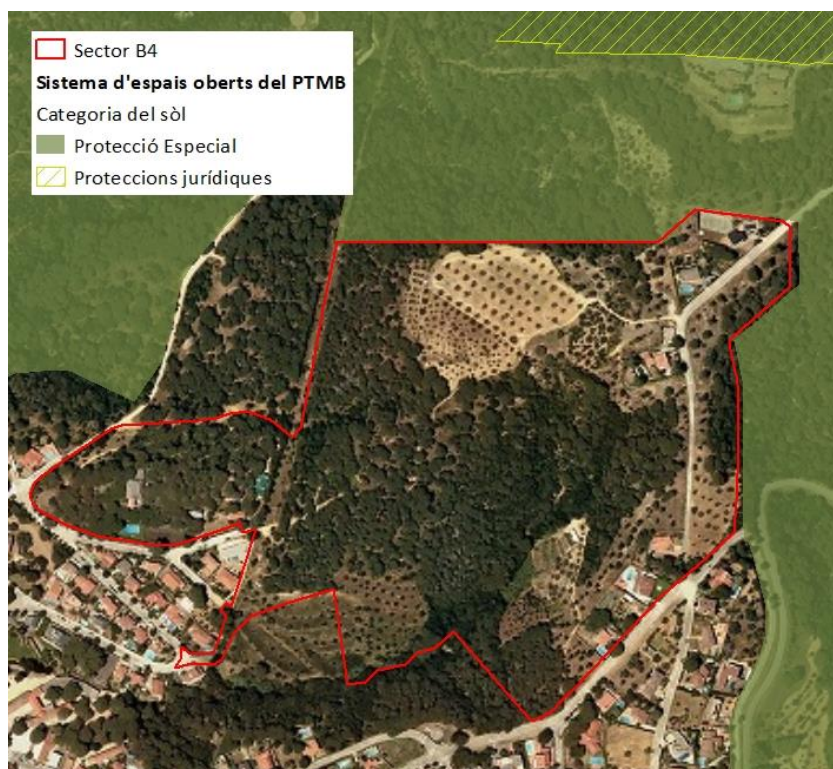 Sector B4
Sistema d'espais oberts del PTMB
Categoria del sòl
Protecció Especial
Proteccions jurídiques